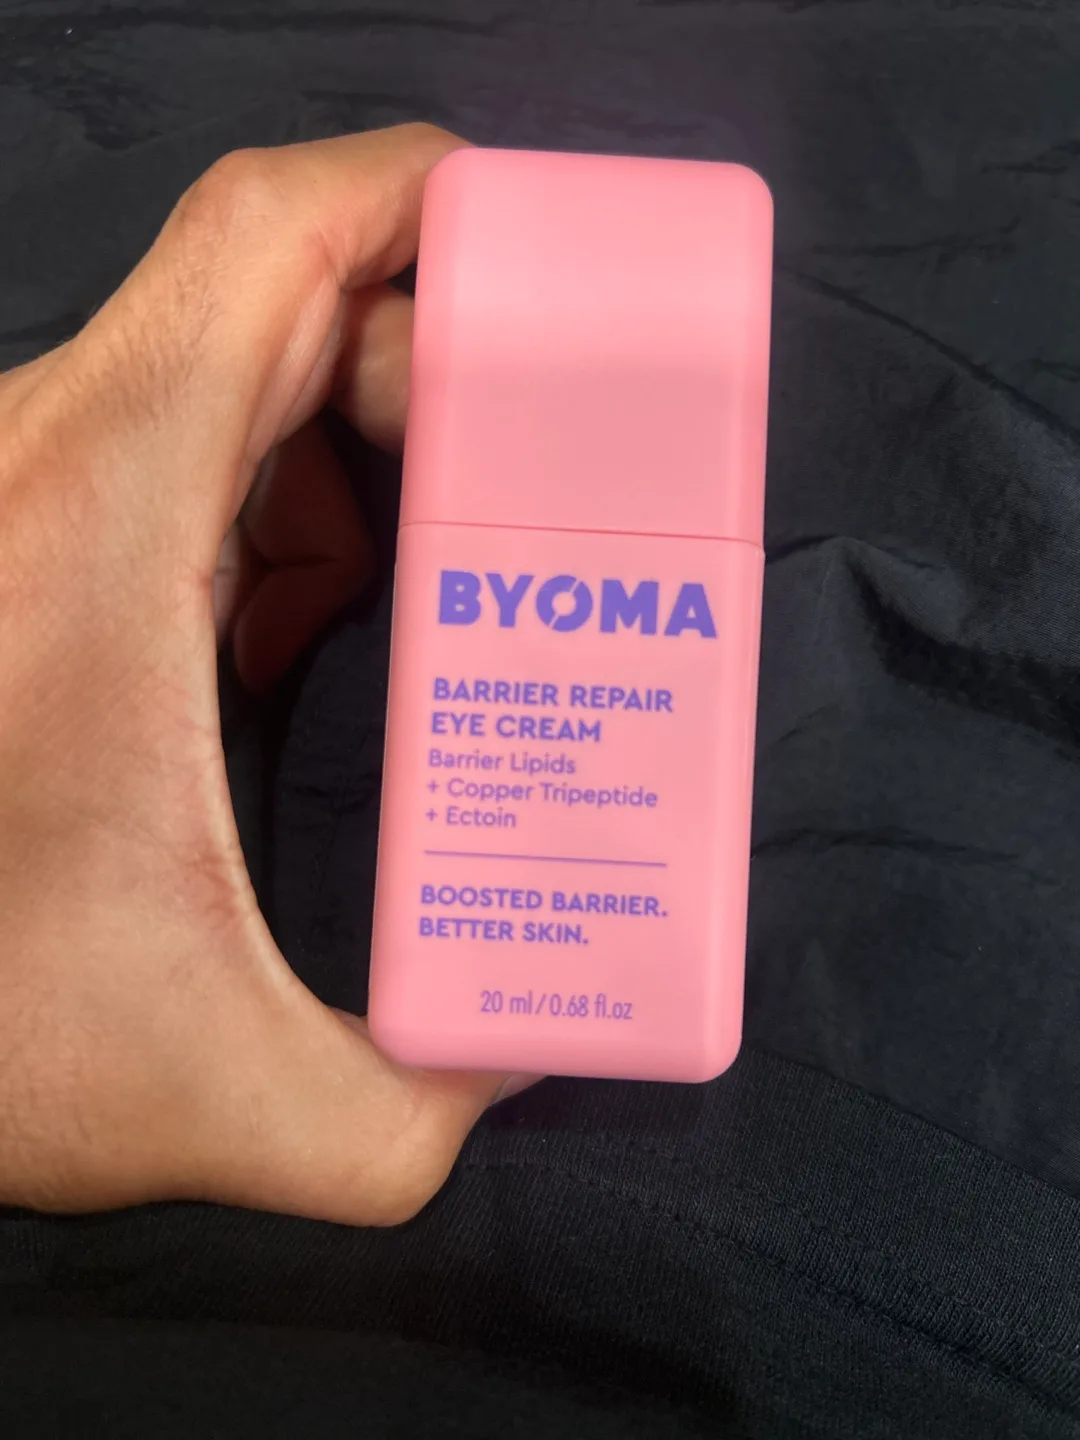 BYOMA
BARRIER REPAIR
EYE CREAM
Barrier Lipids
+ Copper Tripeptide
+ Ectoin
BOOSTED BARRIER.
BETTER SKIN.
20 ml/0.68 fl.oz